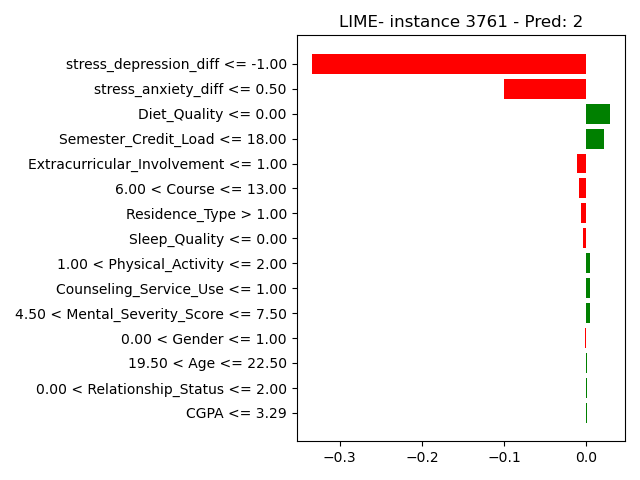 LIME- instance 3761 - Pred: 2
stress_depression_diff <= -1.00
stress_anxiety_diff <= 0.50
Diet_Quality <= 0.00
Semester_Credit_Load <= 18.00
Extracurricular_Involvement <= 1.00
6.00 < Course <= 13.00
Residence_Type > 1.00
Sleep_Quality <= 0.00
1.00 < Physical_Activity <= 2.00
Counseling_Service_Use <= 1.00
4.50 < Mental_Severity_Score <= 7.50
0.00 < Gender <= 1.00
19.50 < Age <= 22.50
0.00 < Relationship_Status <= 2.00
CGPA <= 3.29
−0.3 −0.2 −0.1 0.0